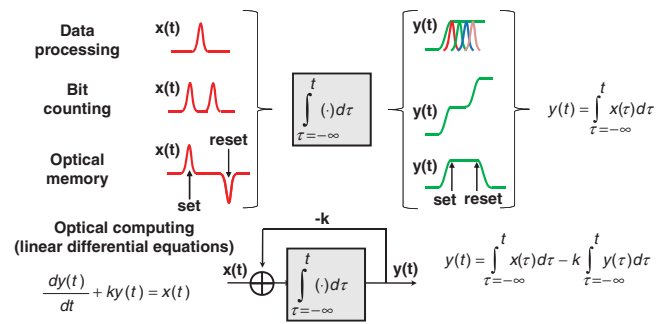 Data processing
x(t)
y(t)
Bit counting
x(t)
∫_{τ=−∞}^{t} (·)dτ
y(t)
y(t) = ∫_{τ=−∞}^{t} x(τ)dτ
Optical memory
x(t)
reset
set
y(t)
set
reset
Optical computing
(linear differential equations)
-k
x(t)
∫_{τ=−∞}^{t} (·)dτ
y(t)
dy(t)/dt + ky(t) = x(t)
y(t) = ∫_{τ=−∞}^{t} x(τ)dτ − k ∫_{τ=−∞}^{t} y(τ)dτ